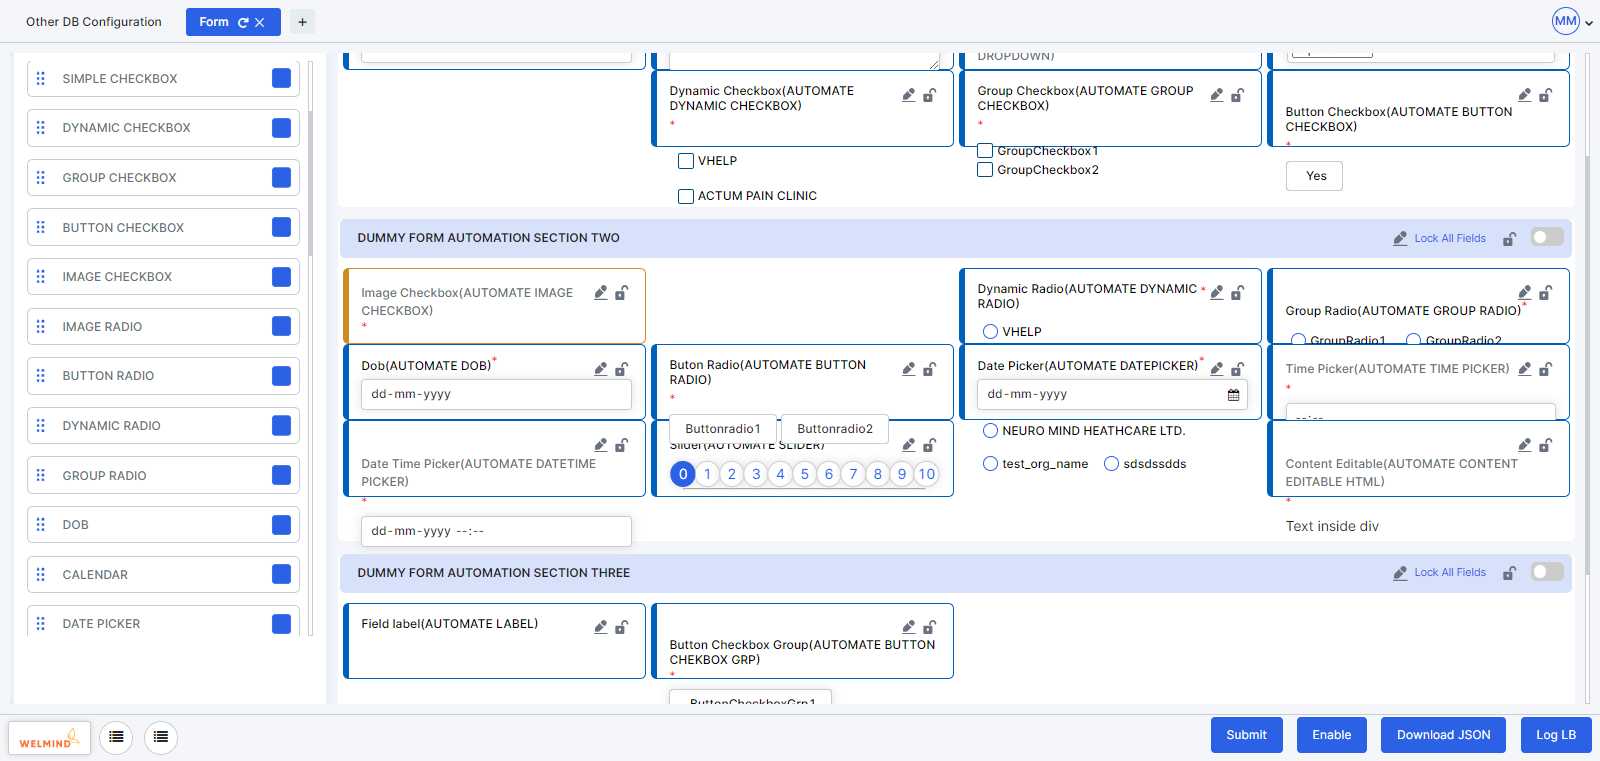 Other DB Configuration
Form
+
MM
SIMPLE CHECKBOX
DYNAMIC CHECKBOX
GROUP CHECKBOX
BUTTON CHECKBOX
IMAGE CHECKBOX
IMAGE RADIO
BUTTON RADIO
DYNAMIC RADIO
GROUP RADIO
DOB
CALENDAR
DATE PICKER
DROPDOWN)
Dynamic Checkbox(AUTOMATE
DYNAMIC CHECKBOX)
*
VHELP
ACTUM PAIN CLINIC
Group Checkbox(AUTOMATE GROUP
CHECKBOX)
*
GroupCheckbox1
GroupCheckbox2
Button Checkbox(AUTOMATE BUTTON
CHECKBOX)
*
Yes
DUMMY FORM AUTOMATION SECTION TWO
Lock All Fields
Image Checkbox(AUTOMATE IMAGE
CHECKBOX)
*
Dynamic Radio(AUTOMATE DYNAMIC *
RADIO)
VHELP
Group Radio(AUTOMATE GROUP RADIO)*
GroupRadio1 GroupRadio2
Dob(AUTOMATE DOB)*
dd-mm-yyyy
Buton Radio(AUTOMATE BUTTON
RADIO)
*
Buttonradio1 Buttonradio2
Date Picker(AUTOMATE DATEPICKER)*
dd-mm-yyyy
Time Picker(AUTOMATE TIME PICKER)
*
--:--
Date Time Picker(AUTOMATE DATETIME
PICKER)
*
dd-mm-yyyy --:--
Slider(AUTOMATE SLIDER)
0 1 2 3 4 5 6 7 8 9 10
NEURO MIND HEATHCARE LTD.
test_org_name sdsdssdds
Content Editable(AUTOMATE CONTENT
EDITABLE HTML)
*
Text inside div
DUMMY FORM AUTOMATION SECTION THREE
Lock All Fields
Field label(AUTOMATE LABEL)
Button Checkbox Group(AUTOMATE BUTTON
CHEKBOX GRP)
*
ButtonCheckboxGrp1
WELMIND
Submit
Enable
Download JSON
Log LB